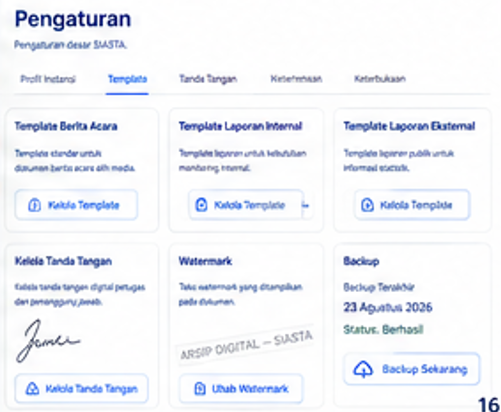 Pengaturan
Pengaturan dasar SIASTA.
Profil Instansi
Template
Tanda Tangan
Keterbukaan
Template Berita Acara
Template standar untuk
dokumen berita acara alih media.
Kelola Template
Template Laporan Internal
Template laporan untuk kebutuhan
monitoring internal.
Kelola Template
Template Laporan Eksternal
Template laporan publik untuk
informasi statistik.
Kelola Template
Kelola Tanda Tangan
Kelola tanda tangan digital petugas
dan penanggung jawab.
Kelola Tanda Tangan
Watermark
Teks watermark yang ditampilkan
pada dokumen.
ARSIP DIGITAL – SIASTA
Ubah Watermark
Backup
Backup Terakhir
23 Agustus 2026
Status. Berhasil
Backup Sekarang
16